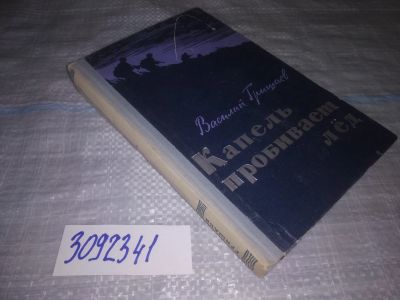 Василий Гришаев
Капель
пробивает
лёд
3092341